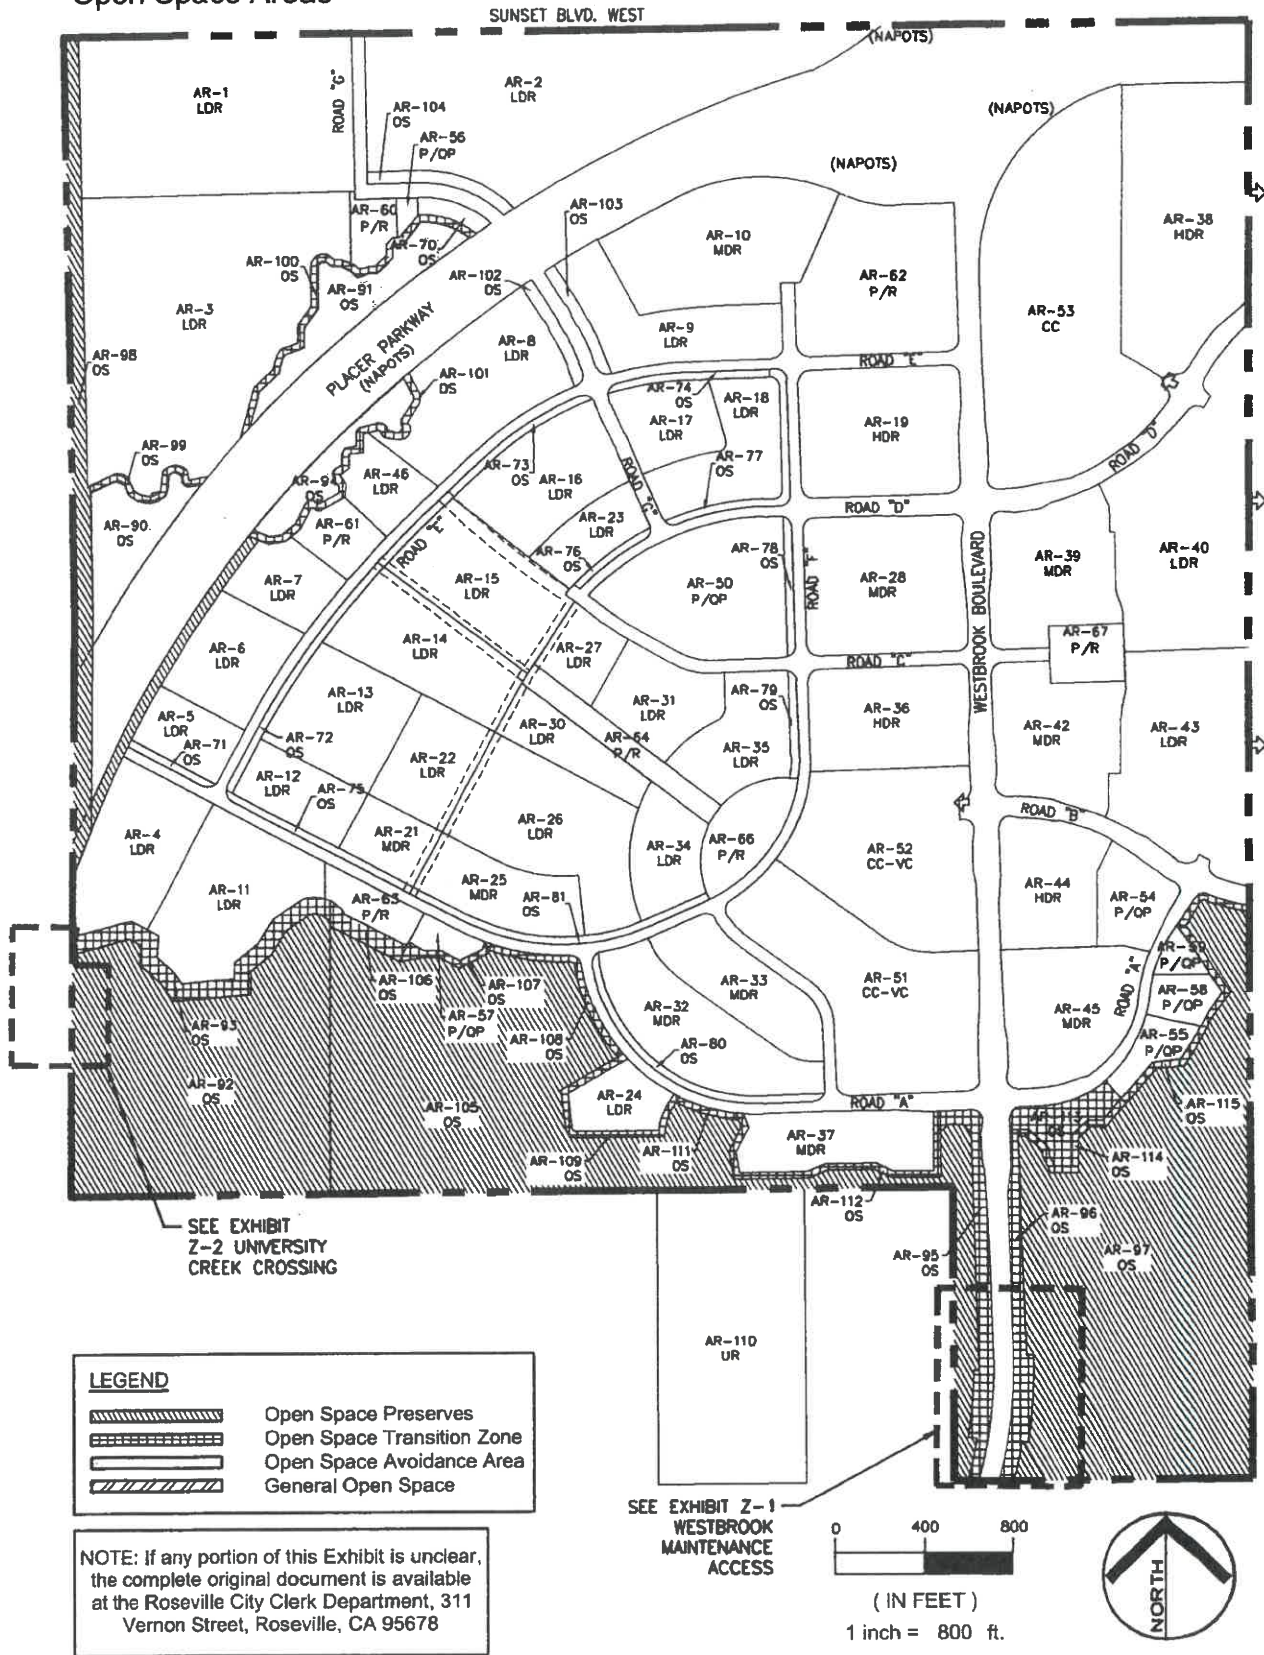 Open Space Areas
SUNSET BLVD. WEST
(NAPOTS)
AR-1
LDR
ROAD "G"
AR-2
LDR
AR-104
OS
AR-56
P/QP
(NAPOTS)
(NAPOTS)
AR-60
P/R
AR-70
OS
AR-103
OS
AR-10
MDR
AR-38
HDR
AR-100
OS
AR-91
OS
AR-102
OS
AR-62
P/R
AR-3
LDR
AR-53
CC
AR-98
OS
PLACER PARKWAY
(NAPOTS)
AR-8
LDR
AR-9
LDR
ROAD "E"
AR-101
OS
AR-74
OS
AR-18
LDR
AR-17
LDR
AR-19
HDR
AR-99
OS
AR-73
OS
AR-77
OS
ROAD "G"
ROAD "D"
AR-94
OS
AR-46
LDR
AR-16
LDR
AR-90
OS
AR-61
P/R
ROAD "E"
AR-23
LDR
ROAD "D"
AR-76
OS
AR-78
OS
ROAD "F"
WESTBROOK BOULEVARD
AR-39
MDR
AR-40
LDR
AR-7
LDR
AR-15
LDR
AR-50
P/QP
AR-28
MDR
AR-6
LDR
AR-14
LDR
AR-27
LDR
ROAD "C"
AR-67
P/R
AR-13
LDR
AR-31
LDR
AR-79
OS
AR-36
HDR
AR-5
LDR
AR-71
OS
AR-72
OS
AR-30
LDR
AR-64
P/R
AR-42
MDR
AR-43
LDR
AR-22
LDR
AR-35
LDR
AR-12
LDR
AR-75
OS
ROAD "B"
AR-4
LDR
AR-21
MDR
AR-26
LDR
AR-34
LDR
AR-66
P/R
AR-52
CC-VC
AR-11
LDR
AR-63
P/R
AR-25
MDR
AR-81
OS
AR-44
HDR
AR-54
P/QP
AR-59
P/QP
AR-106
OS
AR-107
OS
AR-33
MDR
AR-51
CC-VC
ROAD "A"
AR-58
P/QP
AR-93
OS
AR-57
P/QP
AR-32
MDR
AR-45
MDR
AR-108
OS
AR-80
OS
AR-55
P/QP
AR-92
OS
AR-105
OS
AR-24
LDR
ROAD "A"
OS
AR-115
OS
AR-37
MDR
AR-109
OS
AR-111
OS
AR-114
OS
AR-112
OS
AR-96
OS
SEE EXHIBIT
Z-2 UNIVERSITY
CREEK CROSSING
AR-95
OS
AR-97
OS
AR-110
UR
LEGEND
Open Space Preserves
Open Space Transition Zone
Open Space Avoidance Area
General Open Space
SEE EXHIBIT Z-1
WESTBROOK
MAINTENANCE
ACCESS
0 400 800
( IN FEET )
1 inch = 800 ft.
NORTH
NOTE: If any portion of this Exhibit is unclear,
the complete original document is available
at the Roseville City Clerk Department, 311
Vernon Street, Roseville, CA 95678